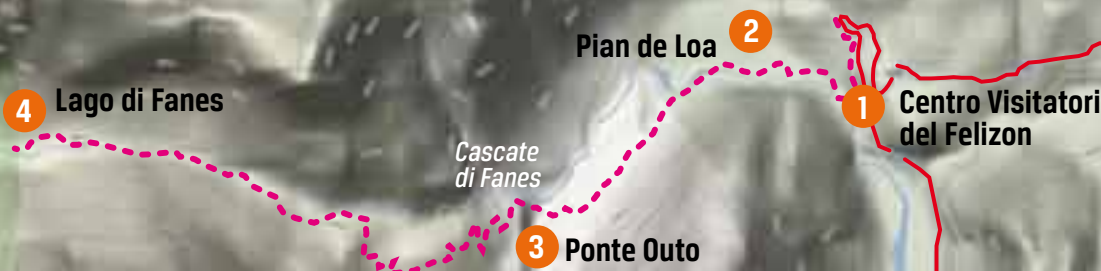 2
Pian de Loa
4 Lago di Fanes
1 Centro Visitatori
del Felizon
Cascate
di Fanes
3 Ponte Outo